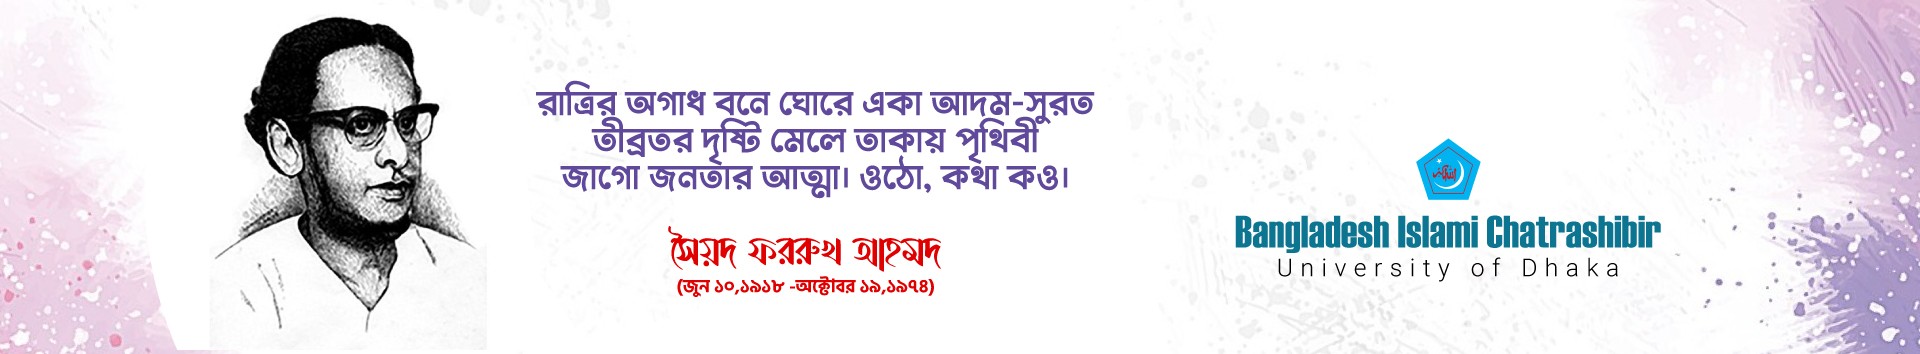 রাত্রির অগাধ বনে ঘোরে একা আদম-সুরত
তীব্রতর দৃষ্টি মেলে তাকায় পৃথিবী
জাগো জনতার আত্মা। ওঠো, কথা কও।
সৈয়দ ফররুখ আহমদ
(জুন ১০,১৯১৮ -অক্টোবর ১৯,১৯৭৪)
Bangladesh Islami Chatrashibir
University of Dhaka